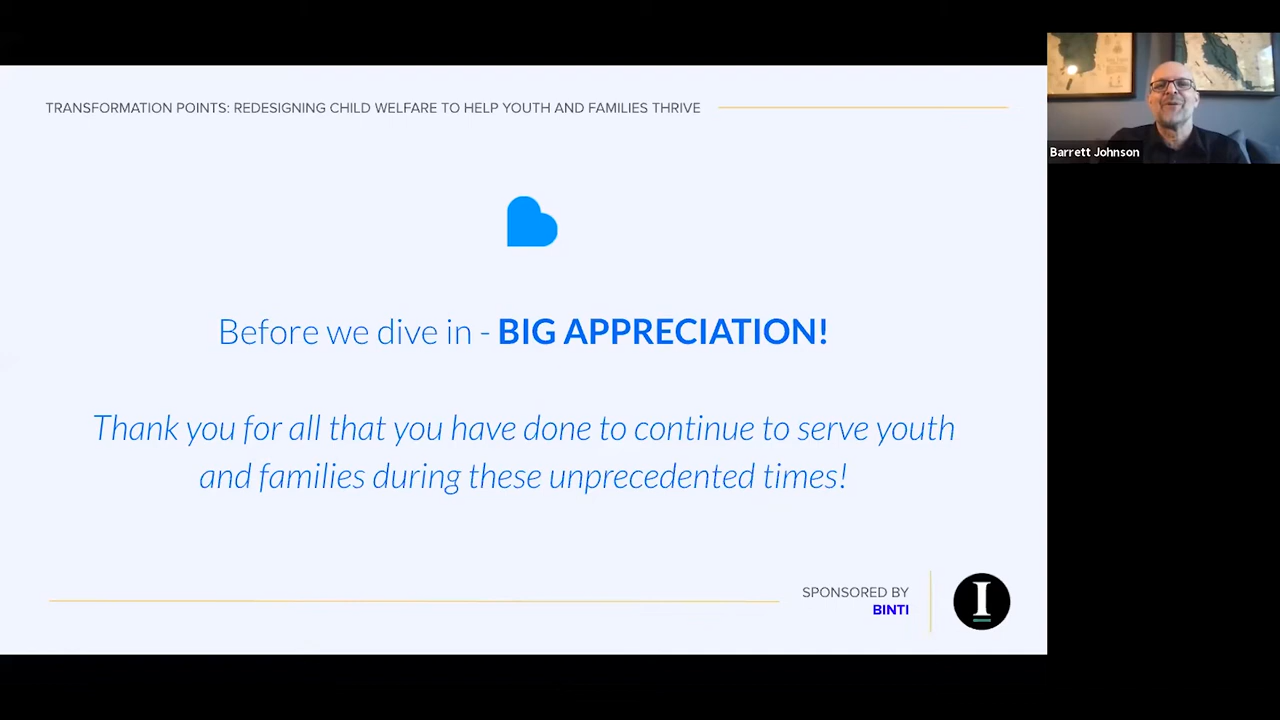 TRANSFORMATION POINTS: REDESIGNING CHILD WELFARE TO HELP YOUTH AND FAMILIES THRIVE
Barrett Johnson
Before we dive in - BIG APPRECIATION!
Thank you for all that you have done to continue to serve youth
and families during these unprecedented times!
SPONSORED BY
BINTI
I